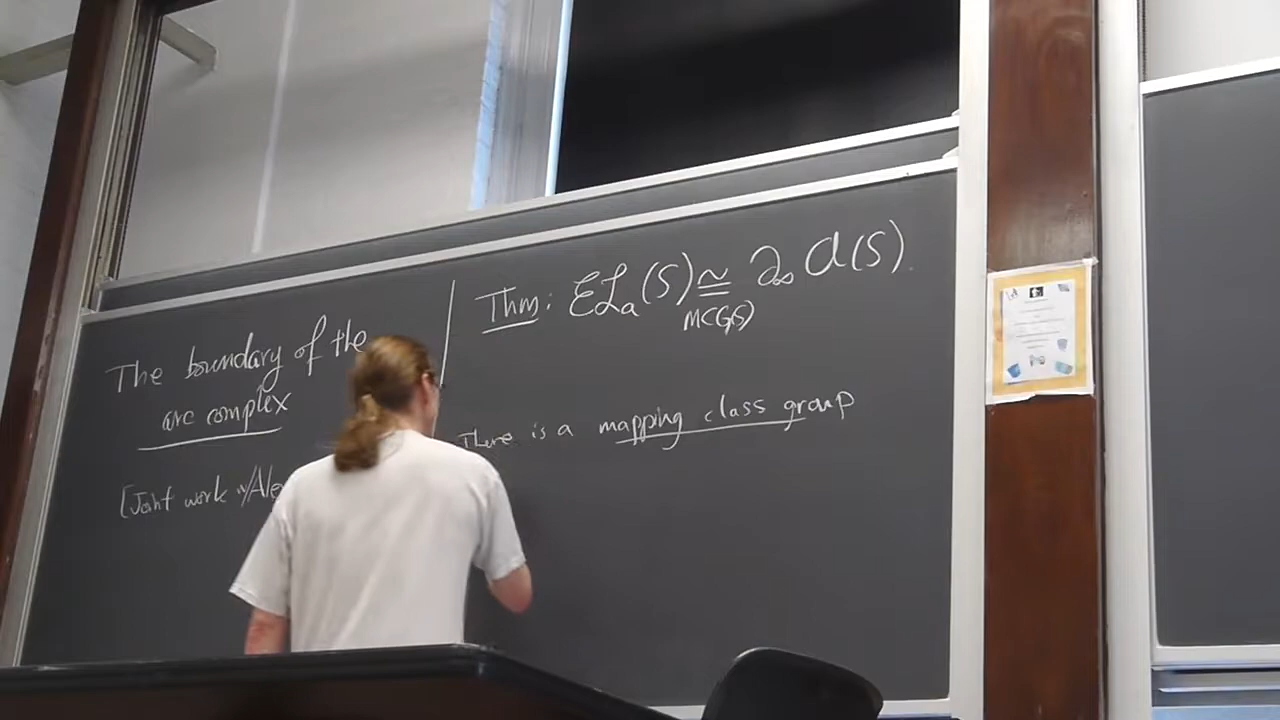 The boundary of the
arc complex
[Joint work w/Ale
Thm: ℰℒₐ(S) ≅ ∂∞ 𝒜(S)
MCG(S)
There is a mapping class group